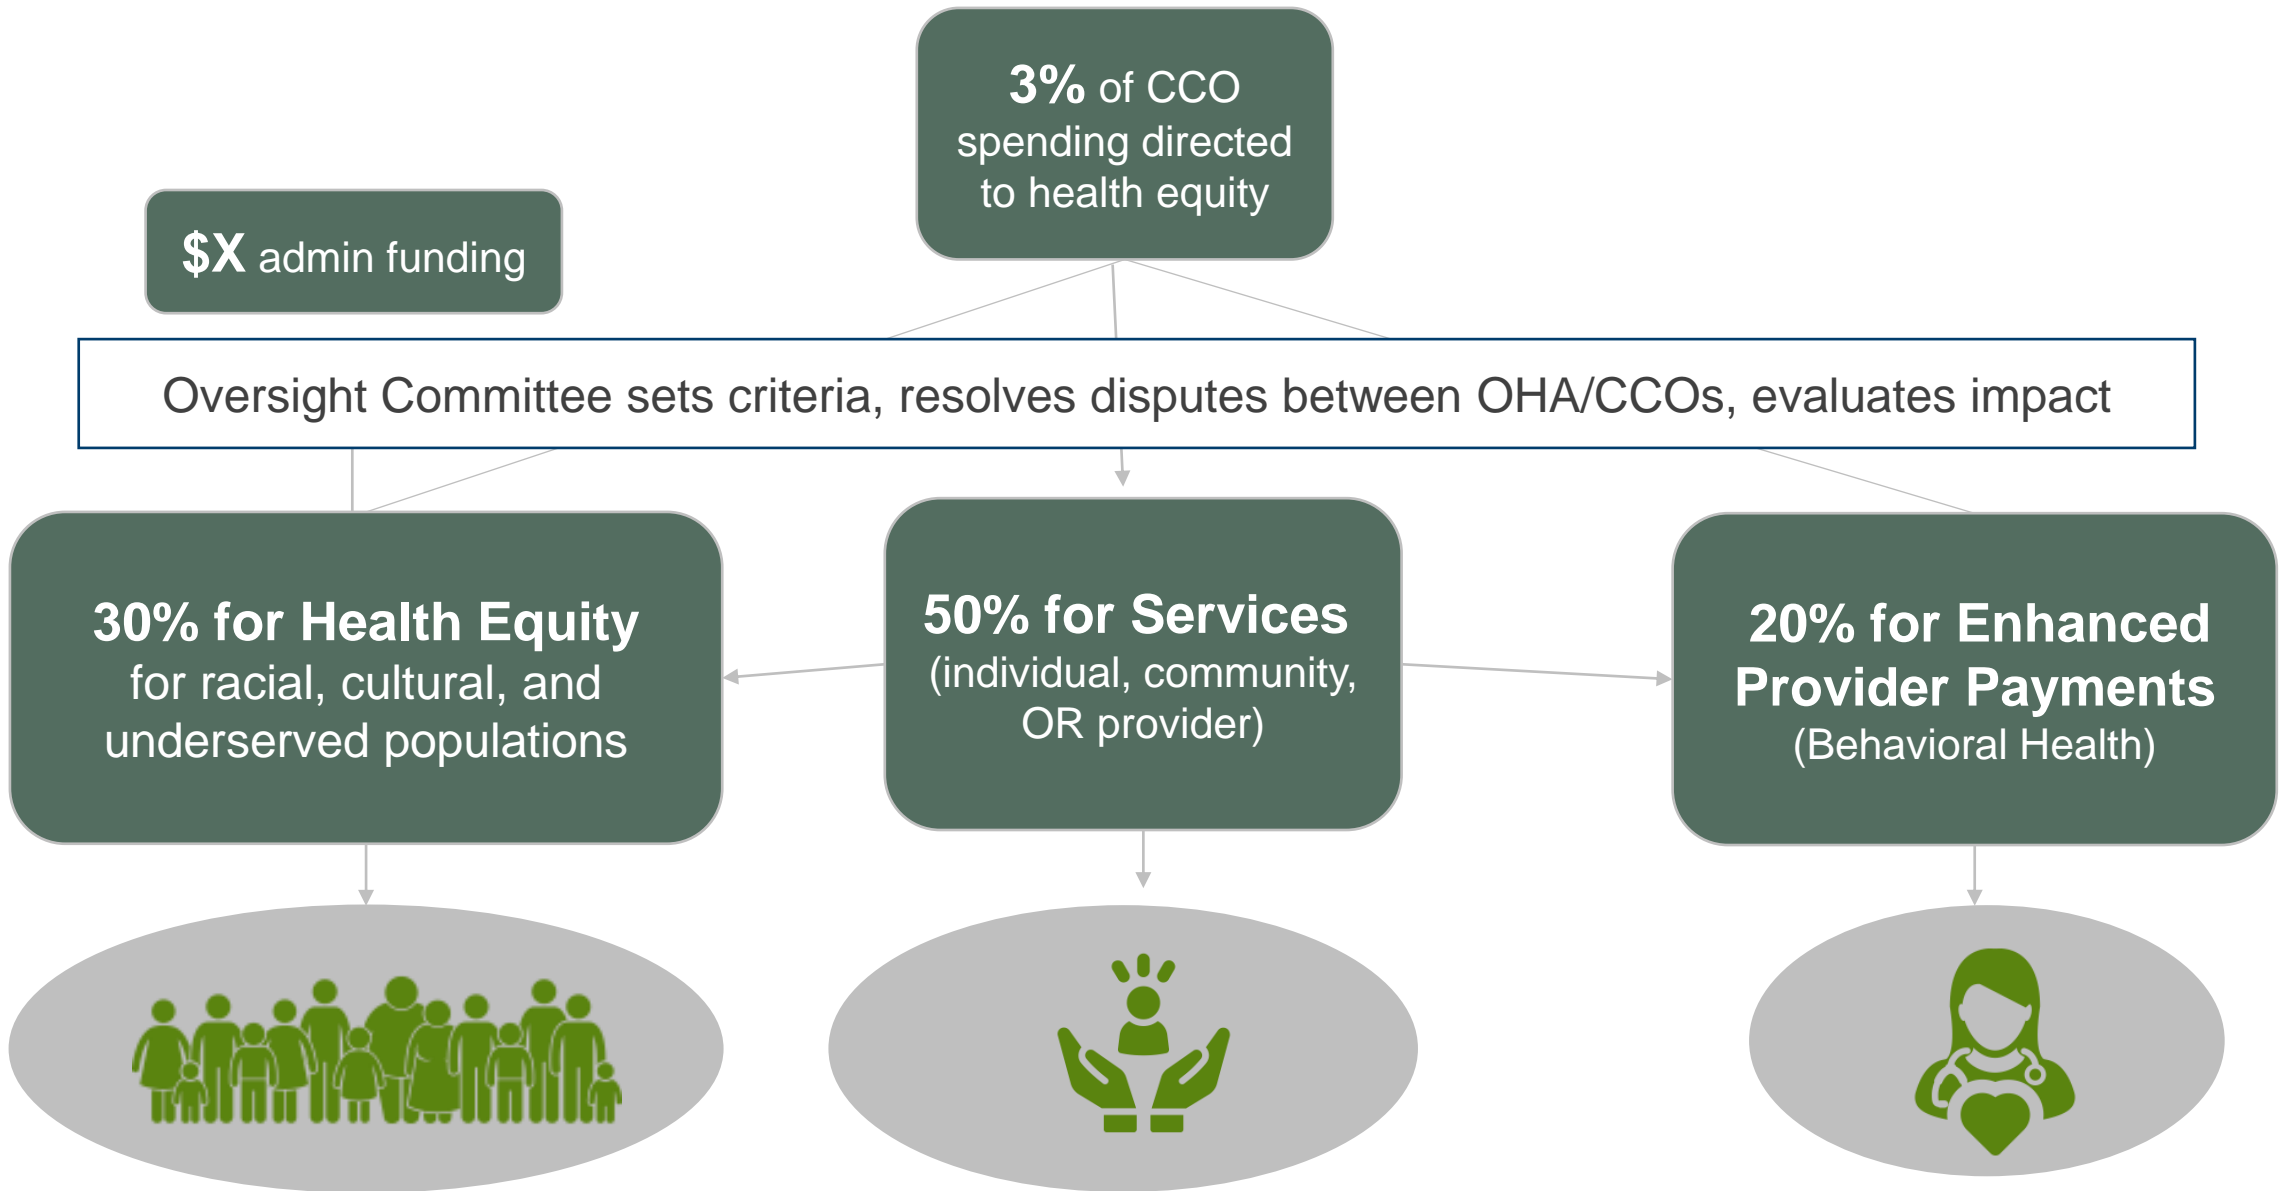 3% of CCO
spending directed
to health equity
$X admin funding
Oversight Committee sets criteria, resolves disputes between OHA/CCOs, evaluates impact
30% for Health Equity
for racial, cultural, and
underserved populations
50% for Services
(individual, community,
OR provider)
20% for Enhanced
Provider Payments
(Behavioral Health)